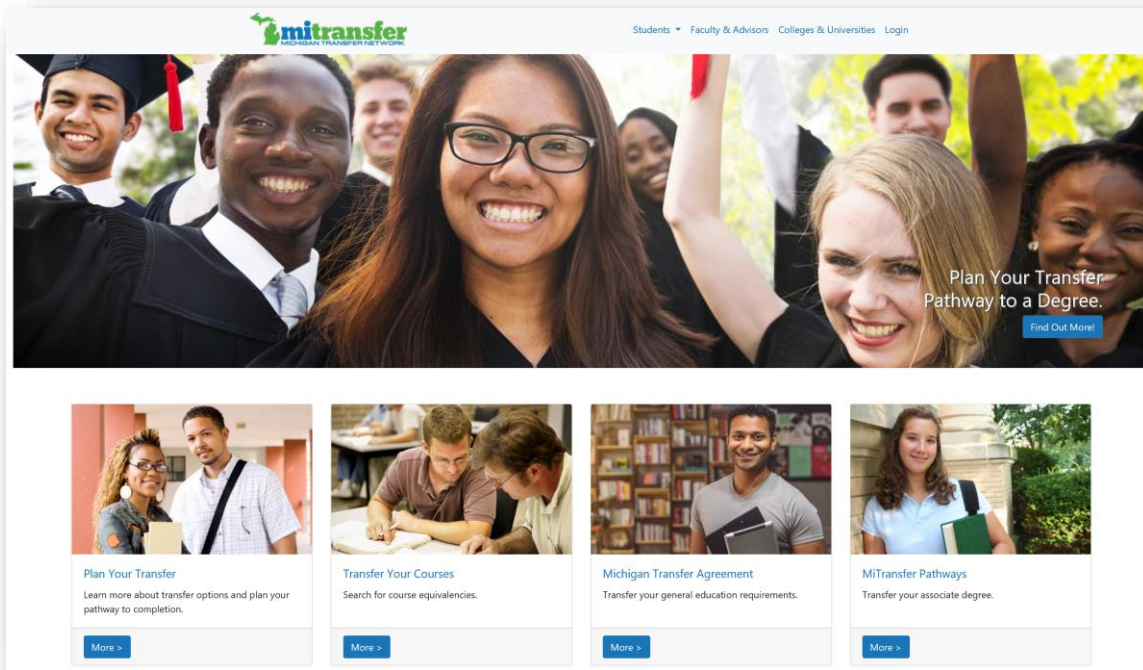 mitransfer
MICHIGAN TRANSFER NETWORK
Students Faculty & Advisors Colleges & Universities Login
Plan Your Transfer
Pathway to a Degree.
Find Out More!
Plan Your Transfer
Learn more about transfer options and plan your
pathway to completion.
More >
Transfer Your Courses
Search for course equivalencies.
More >
Michigan Transfer Agreement
Transfer your general education requirements.
More >
MiTransfer Pathways
Transfer your associate degree.
More >